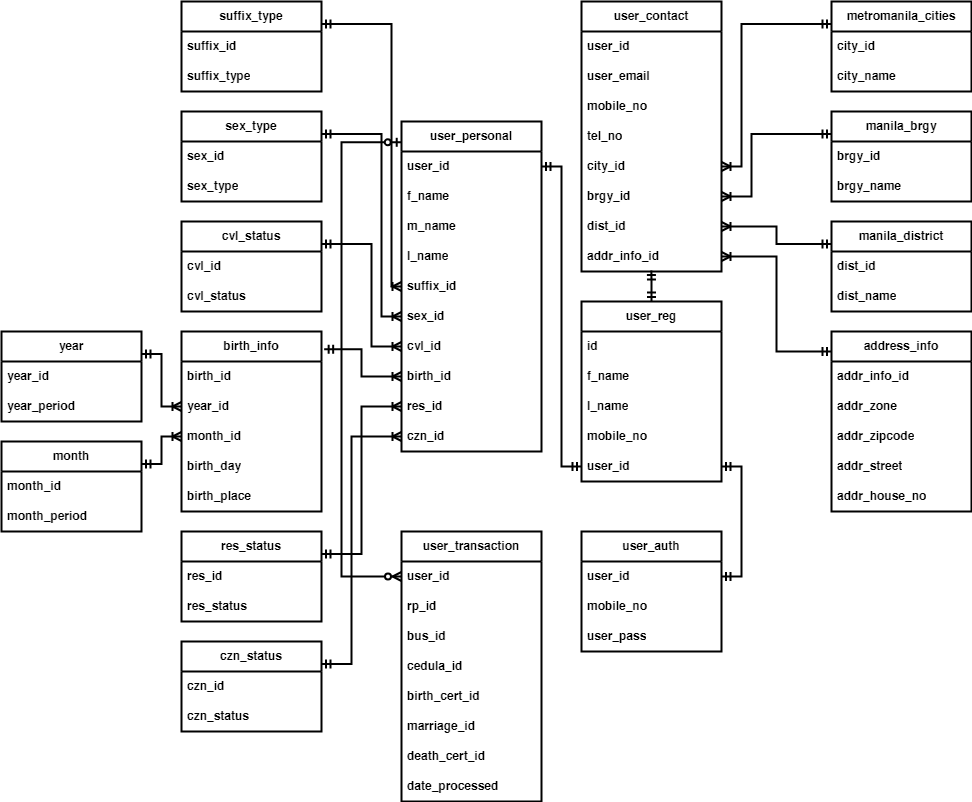 suffix_type
suffix_id
suffix_type
sex_type
sex_id
sex_type
cvl_status
cvl_id
cvl_status
year
year_id
year_period
month
month_id
month_period
birth_info
birth_id
year_id
month_id
birth_day
birth_place
res_status
res_id
res_status
czn_status
czn_id
czn_status
user_personal
user_id
f_name
m_name
l_name
suffix_id
sex_id
cvl_id
birth_id
res_id
czn_id
user_transaction
user_id
rp_id
bus_id
cedula_id
birth_cert_id
marriage_id
death_cert_id
date_processed
user_contact
user_id
user_email
mobile_no
tel_no
city_id
brgy_id
dist_id
addr_info_id
user_reg
id
f_name
l_name
mobile_no
user_id
user_auth
user_id
mobile_no
user_pass
metromanila_cities
city_id
city_name
manila_brgy
brgy_id
brgy_name
manila_district
dist_id
dist_name
address_info
addr_info_id
addr_zone
addr_zipcode
addr_street
addr_house_no